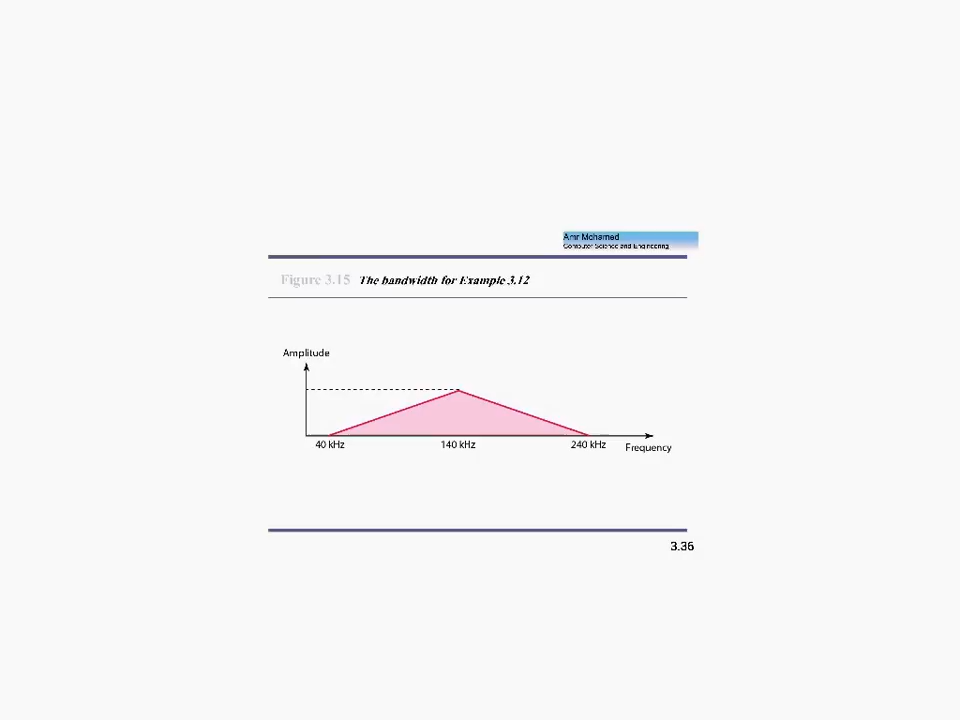 Amr Mohamed
Computer Science and Engineering
Figure 3.15 The bandwidth for Example 3.12
Amplitude
40 kHz 140 kHz 240 kHz
Frequency
3.36